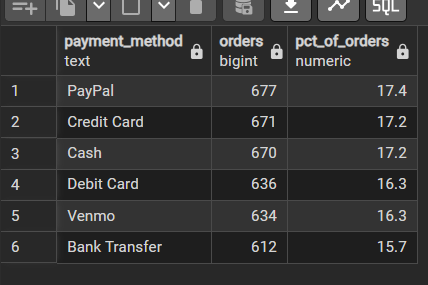 SQL
payment_method orders pct_of_orders
text bigint numeric
1 PayPal 677 17.4
2 Credit Card 671 17.2
3 Cash 670 17.2
4 Debit Card 636 16.3
5 Venmo 634 16.3
6 Bank Transfer 612 15.7